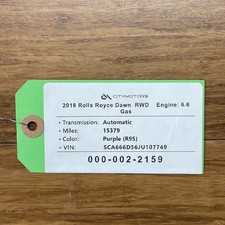 CITYMOTORS
2018 Rolls Royce Dawn RWD Engine: 6.6
Gas
• Transmission: Automatic
• Miles: 15379
• Color: Purple (R95)
• VIN: SCA666D56JU107749
000-002-2159